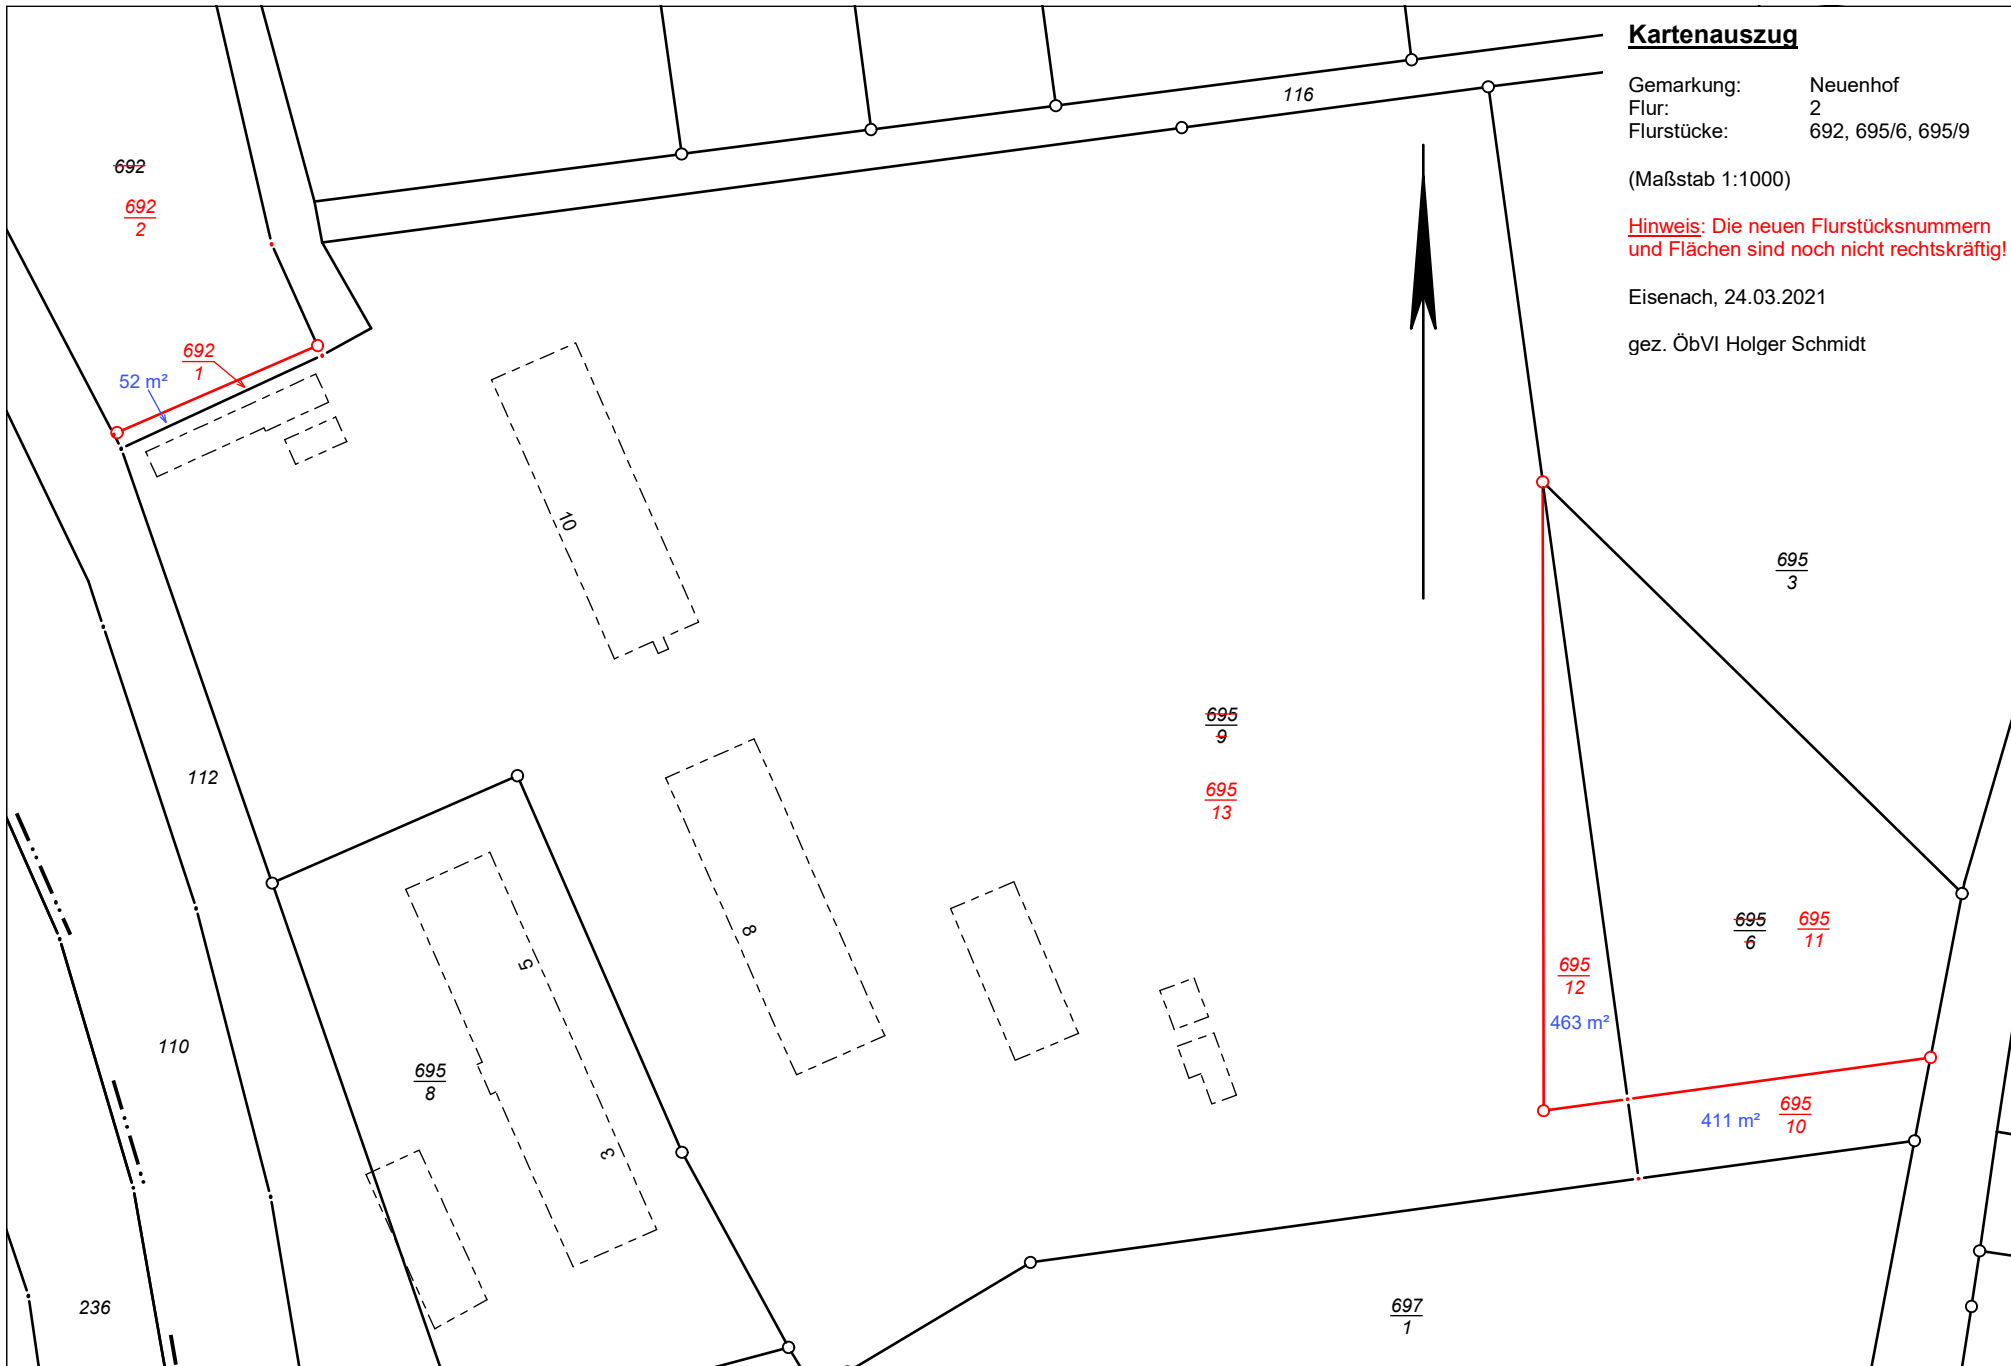 Kartenauszug
Gemarkung: Neuenhof
Flur: 2
Flurstücke: 692, 695/6, 695/9
(Maßstab 1:1000)
Hinweis: Die neuen Flurstücksnummern
und Flächen sind noch nicht rechtskräftig!
Eisenach, 24.03.2021
gez. ÖbVI Holger Schmidt
116
692
692
2
692
1
52 m²
10
695
3
695
9
695
13
112
8
695
6
695
11
5
695
12
463 m²
110
695
8
3
411 m²
695
10
236
697
1